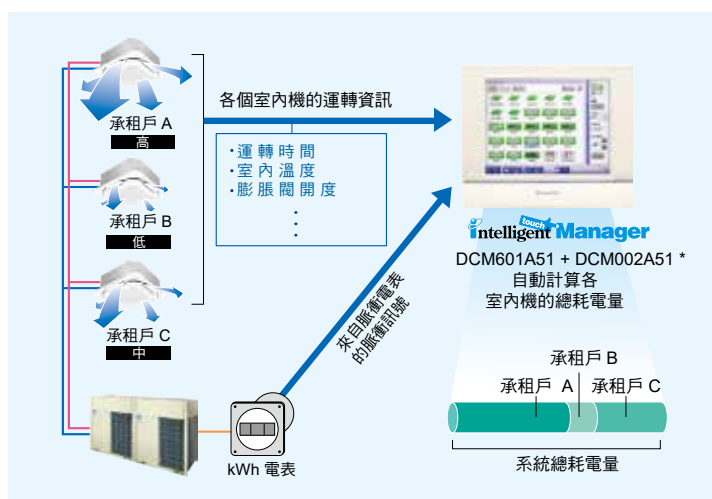 承租戶 A
高
承租戶 B
低
承租戶 C
中
各個室內機的運轉資訊
·運轉時間
·室內溫度
·膨脹閥開度
來自脈衝電表
的脈衝訊號
kWh 電表
intelligent touch Manager
DCM601A51 + DCM002A51 *
自動計算各
室內機的總耗電量
承租戶 B
承租戶 A
承租戶 C
系統總耗電量